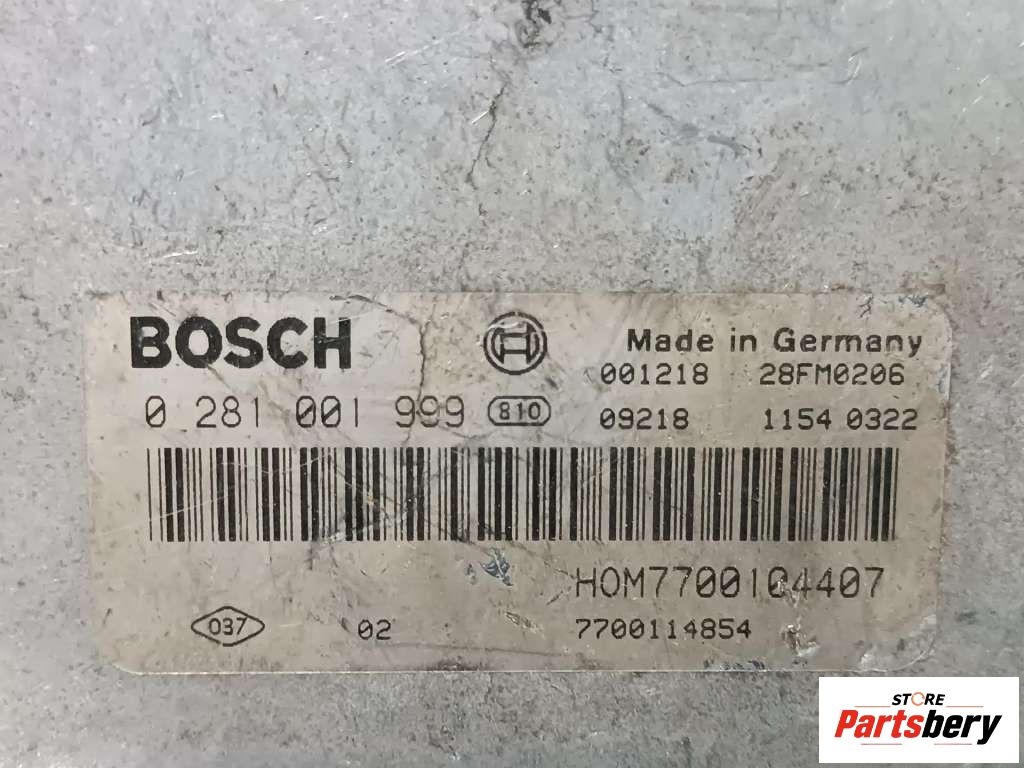 BOSCH
Made in Germany
001218 28FM0206
0 281 001 999 810
09218 1154 0322
HOM7700104407
037 02 7700114854
STORE
Partsbery